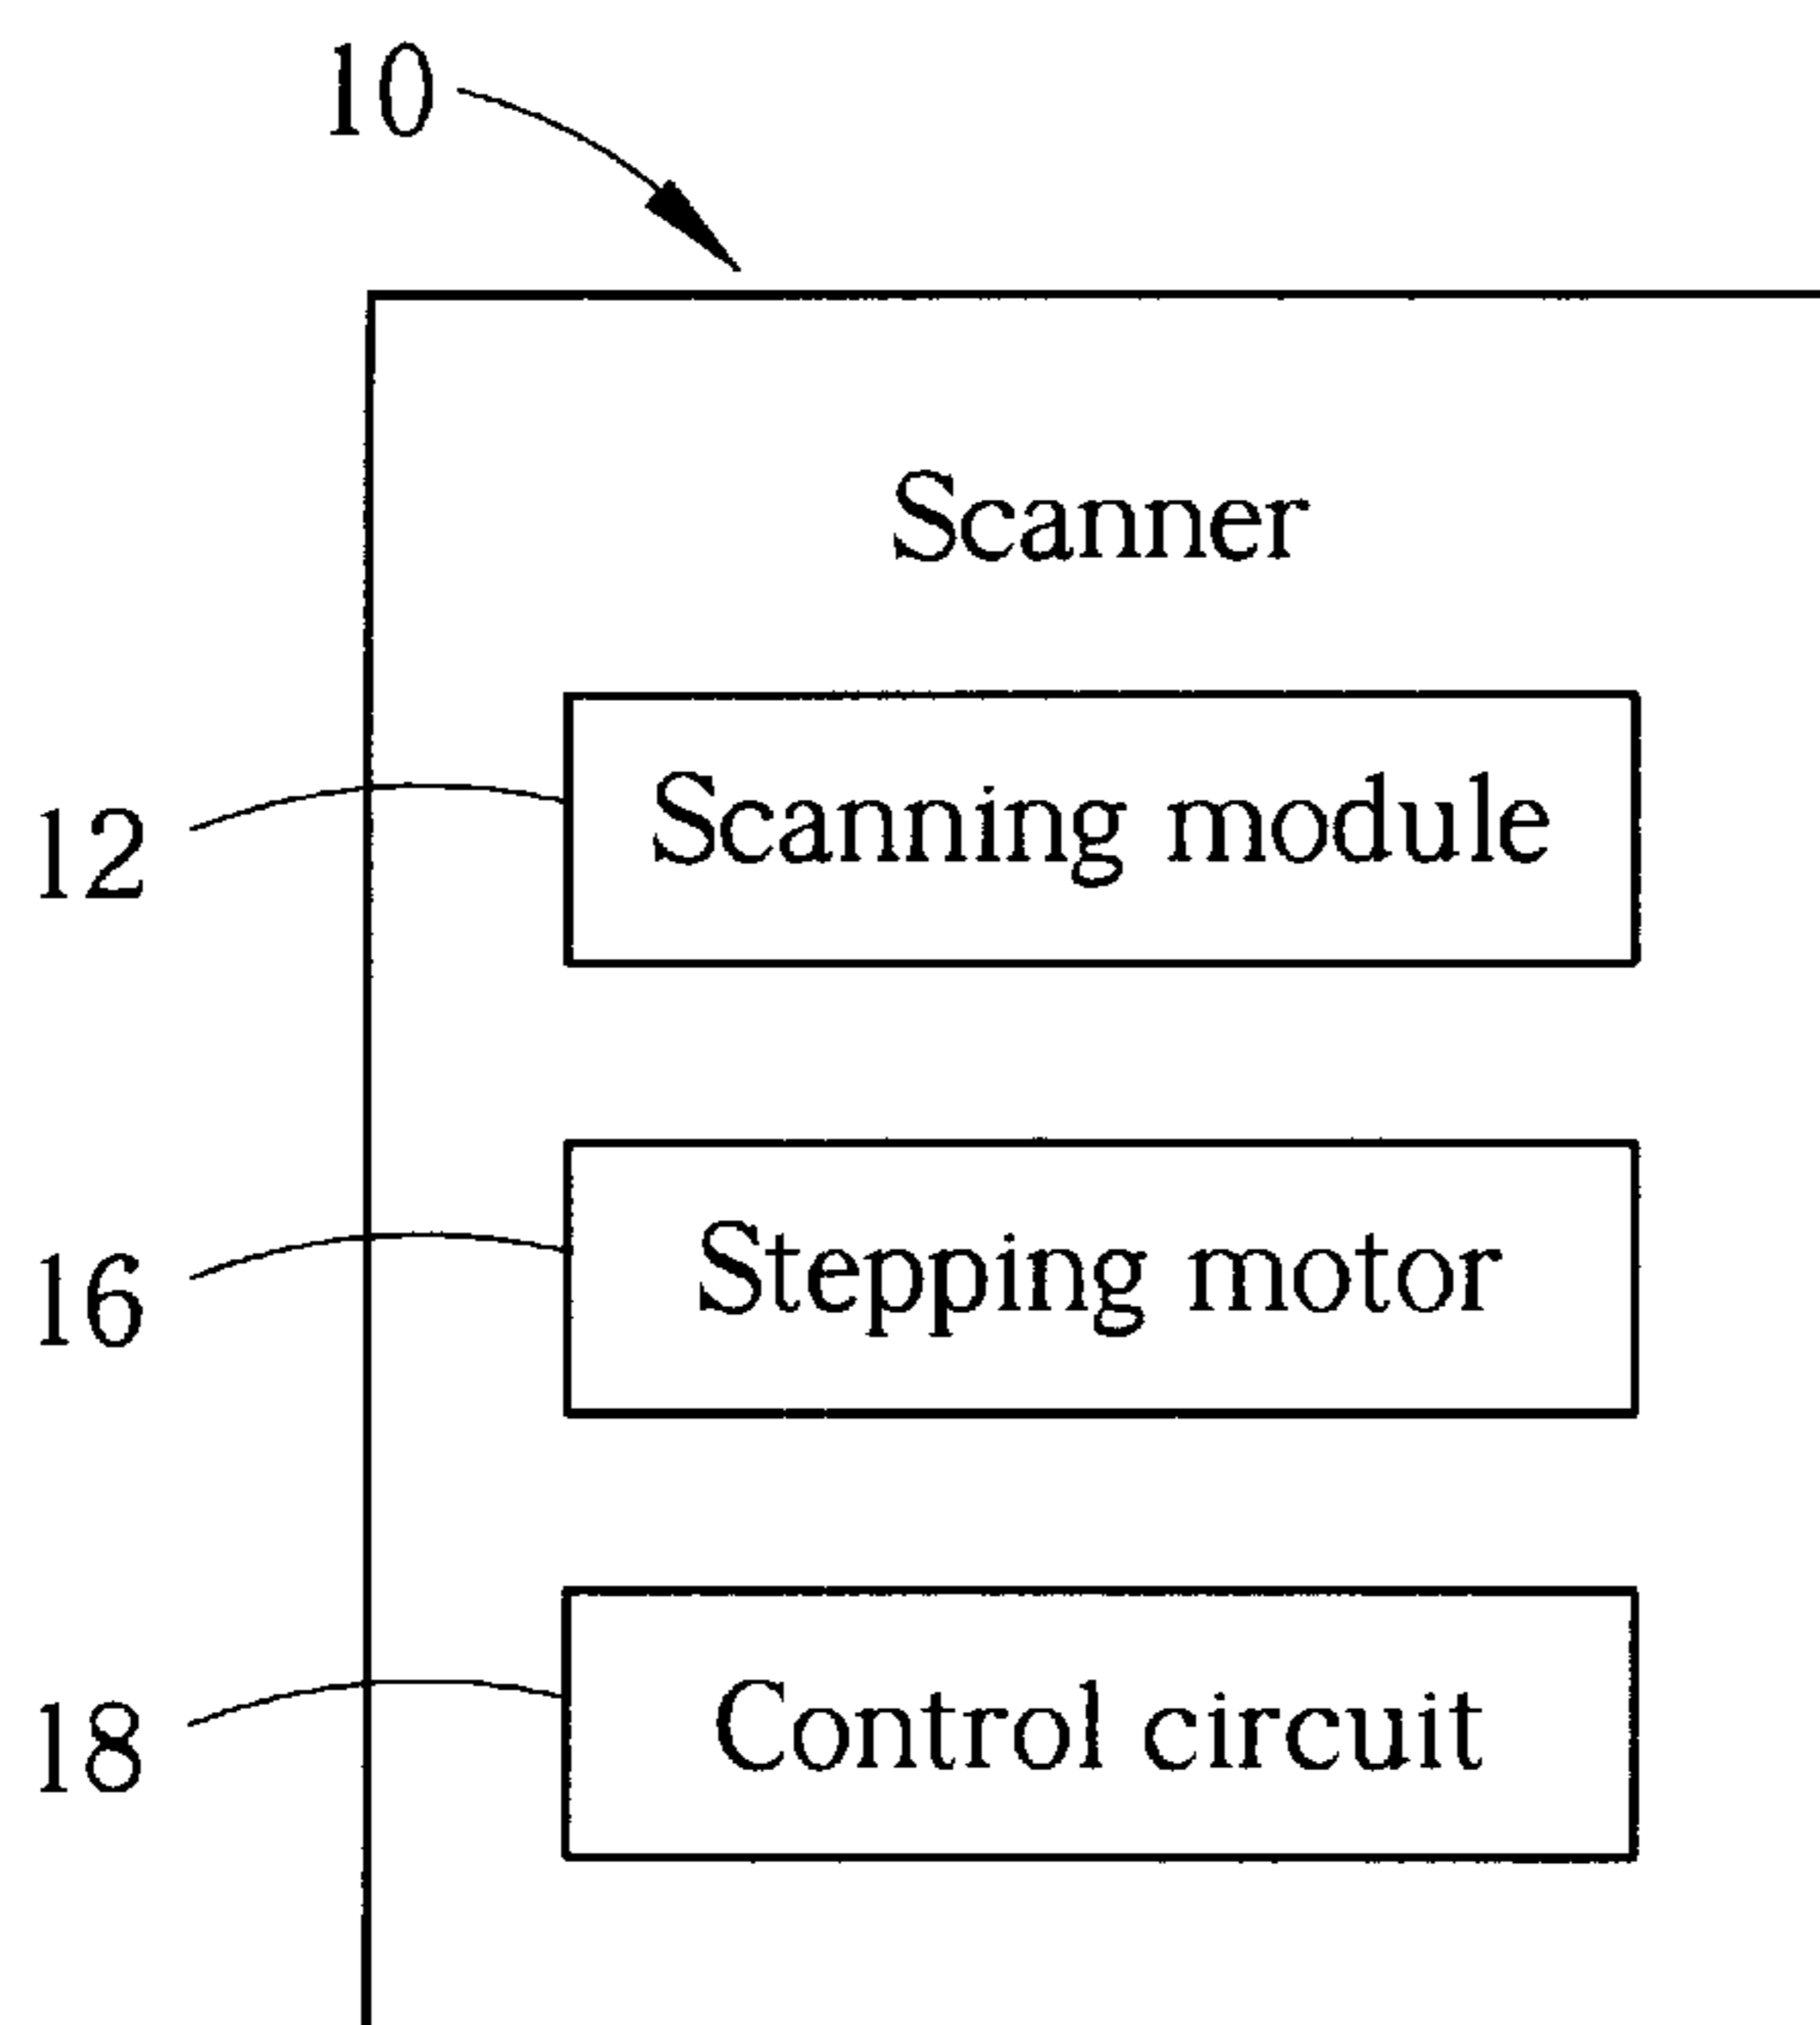 10
Scanner
12 Scanning module
16 Stepping motor
18 Control circuit